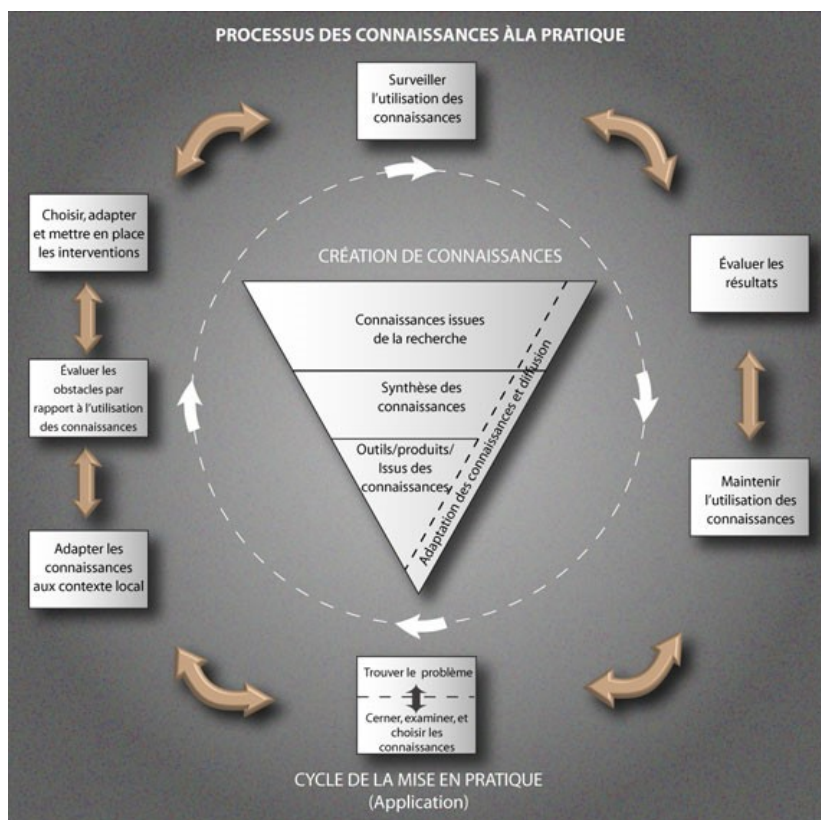 PROCESSUS DES CONNAISSANCES ÀLA PRATIQUE
Surveiller
l'utilisation des
connaissances
Choisir, adapter
et mettre en place
les interventions
Évaluer les
résultats
CRÉATION DE CONNAISSANCES
Connaissances issues
de la recherche
Synthèse des
connaissances
Outils/produits/
Issus des
connaissances
Adaptation des connaissances et diffusion
Évaluer les
obstacles par
rapport à l'utilisation
des connaissances
Maintenir
l'utilisation des
connaissances
Adapter les
connaissances
aux contexte local
Trouver le problème
Cerner, examiner, et
choisir les
connaissances
CYCLE DE LA MISE EN PRATIQUE
(Application)